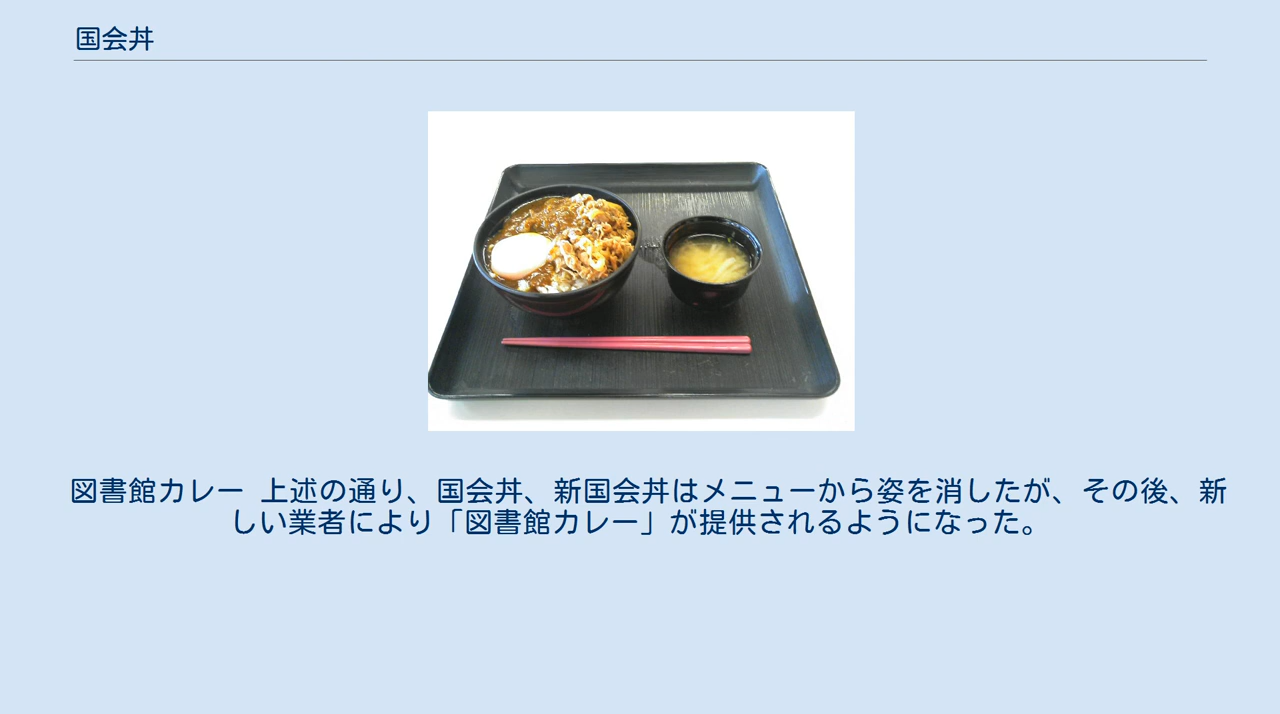 国会丼
図書館カレー 上述の通り、国会丼、新国会丼はメニューから姿を消したが、その後、新
しい業者により「図書館カレー」が提供されるようになった。